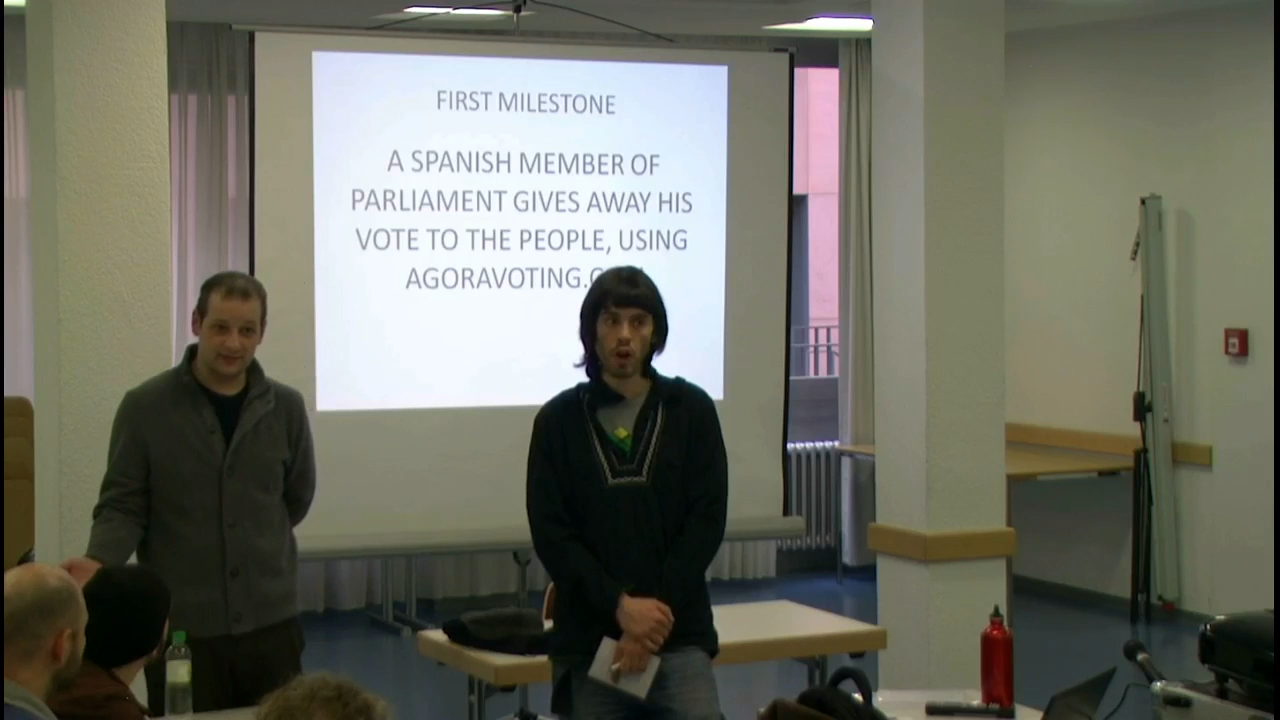 FIRST MILESTONE
A SPANISH MEMBER OF
PARLIAMENT GIVES AWAY HIS
VOTE TO THE PEOPLE, USING